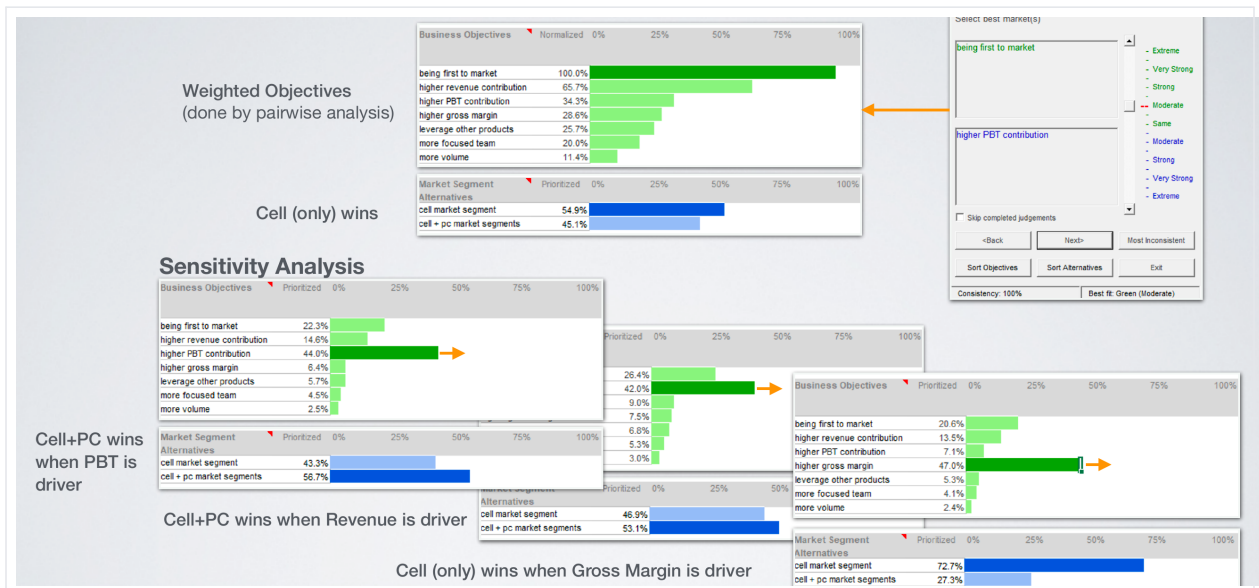 Business Objectives Normalized 0% 25% 50% 75% 100%
being first to market 100.0%
higher revenue contribution 65.7%
higher PBT contribution 34.3%
higher gross margin 28.6%
leverage other products 25.7%
more focused team 20.0%
more volume 11.4%
Weighted Objectives
(done by pairwise analysis)
Market Segment Prioritized 0% 25% 50% 75% 100%
Alternatives
cell market segment 54.9%
cell + pc market segments 45.1%
Cell (only) wins
Select best market(s)
being first to market
higher PBT contribution
- Extreme
- Very Strong
- Strong
-- Moderate
- Same
- Moderate
- Strong
- Very Strong
- Extreme
Skip completed judgements
<Back Next> Most Inconsistent
Sort Objectives Sort Alternatives Exit
Consistency: 100% Best fit: Green (Moderate)
Sensitivity Analysis
Business Objectives Prioritized 0% 25% 50% 75% 100%
being first to market 22.3%
higher revenue contribution 14.6%
higher PBT contribution 44.0%
higher gross margin 6.4%
leverage other products 5.7%
more focused team 4.5%
more volume 2.5%
Market Segment Prioritized 0% 25% 50% 75% 100%
Alternatives
cell market segment 43.3%
cell + pc market segments 56.7%
Cell+PC wins
when PBT is
driver
Prioritized 0% 25% 50% 75% 100%
26.4%
42.0%
9.0%
7.5%
6.8%
5.3%
3.0%
Market Segment Prioritized 0% 25% 50%
Alternatives
cell market segment 46.9%
cell + pc market segments 53.1%
Cell+PC wins when Revenue is driver
Business Objectives Prioritized 0% 25% 50% 75% 100%
being first to market 20.6%
higher revenue contribution 13.5%
higher PBT contribution 7.1%
higher gross margin 47.0%
leverage other products 5.3%
more focused team 4.1%
more volume 2.4%
Market Segment Prioritized 0% 25% 50% 75% 100%
Alternatives
cell market segment 72.7%
cell + pc market segments 27.3%
Cell (only) wins when Gross Margin is driver